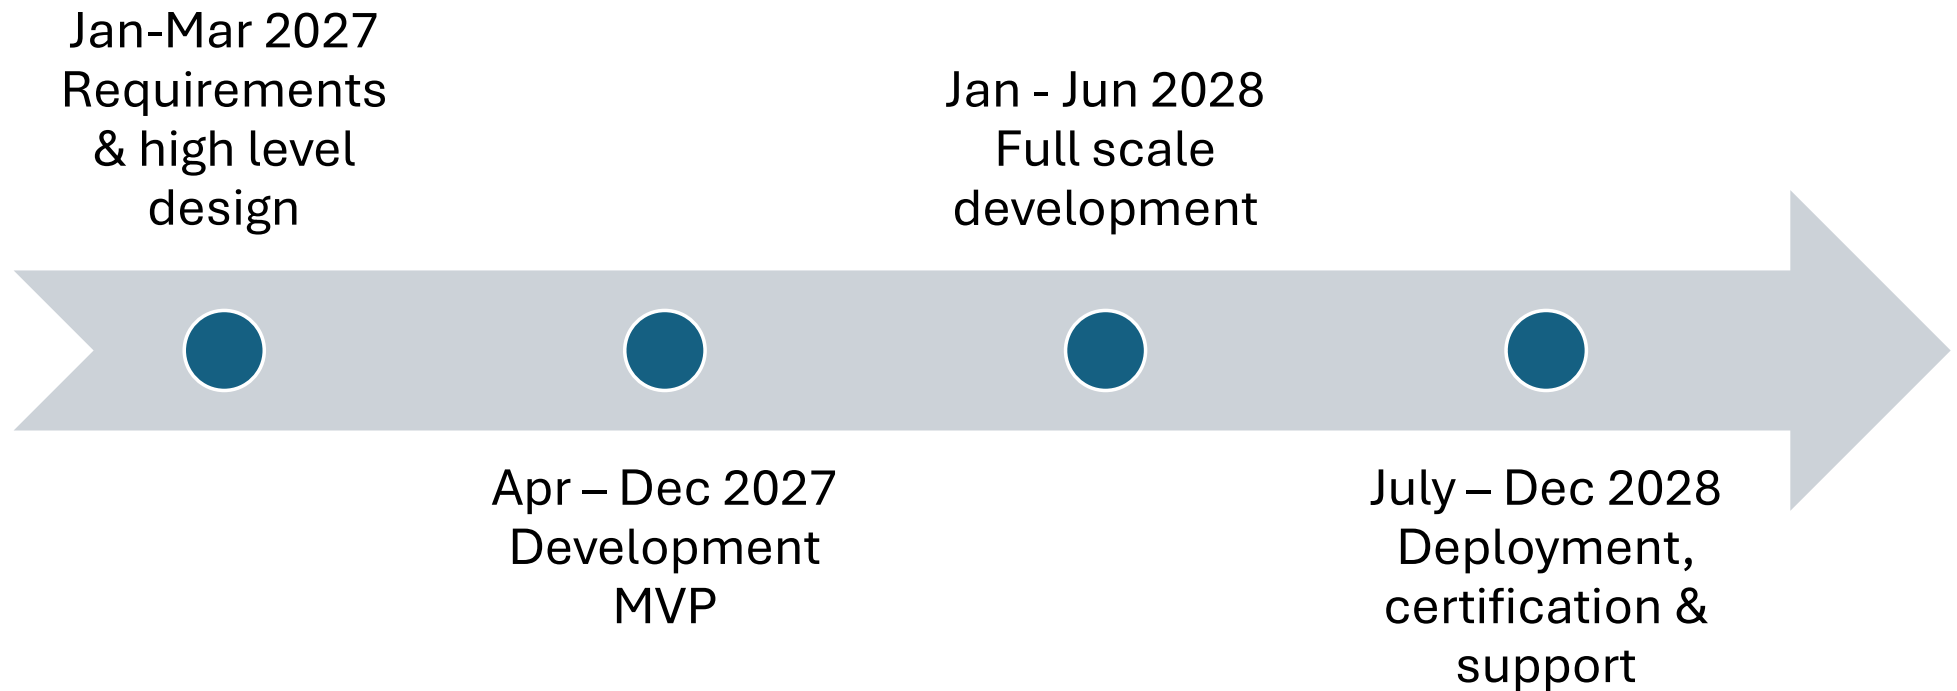 Jan-Mar 2027
Requirements
& high level
design
Apr – Dec 2027
Development
MVP
Jan - Jun 2028
Full scale
development
July – Dec 2028
Deployment,
certification &
support